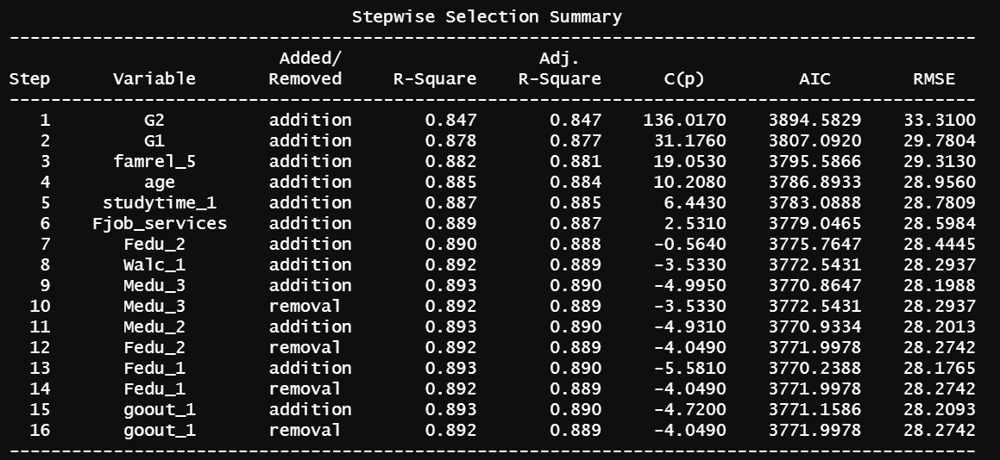 Stepwise Selection Summary
---------------------------------------------------------------------------------------------
Added/ Adj.
Step Variable Removed R-Square R-Square C(p) AIC RMSE
---------------------------------------------------------------------------------------------
1 G2 addition 0.847 0.847 136.0170 3894.5829 33.3100
2 G1 addition 0.878 0.877 31.1760 3807.0920 29.7804
3 famrel_5 addition 0.882 0.881 19.0530 3795.5866 29.3130
4 age addition 0.885 0.884 10.2080 3786.8933 28.9560
5 studytime_1 addition 0.887 0.885 6.4430 3783.0888 28.7809
6 Fjob_services addition 0.889 0.887 2.5310 3779.0465 28.5984
7 Fedu_2 addition 0.890 0.888 -0.5640 3775.7647 28.4445
8 Walc_1 addition 0.892 0.889 -3.5330 3772.5431 28.2937
9 Medu_3 addition 0.893 0.890 -4.9950 3770.8647 28.1988
10 Medu_3 removal 0.892 0.889 -3.5330 3772.5431 28.2937
11 Medu_2 addition 0.893 0.890 -4.9310 3770.9334 28.2013
12 Fedu_2 removal 0.892 0.889 -4.0490 3771.9978 28.2742
13 Fedu_1 addition 0.893 0.890 -5.5810 3770.2388 28.1765
14 Fedu_1 removal 0.892 0.889 -4.0490 3771.9978 28.2742
15 goout_1 addition 0.893 0.890 -4.7200 3771.1586 28.2093
16 goout_1 removal 0.892 0.889 -4.0490 3771.9978 28.2742
---------------------------------------------------------------------------------------------